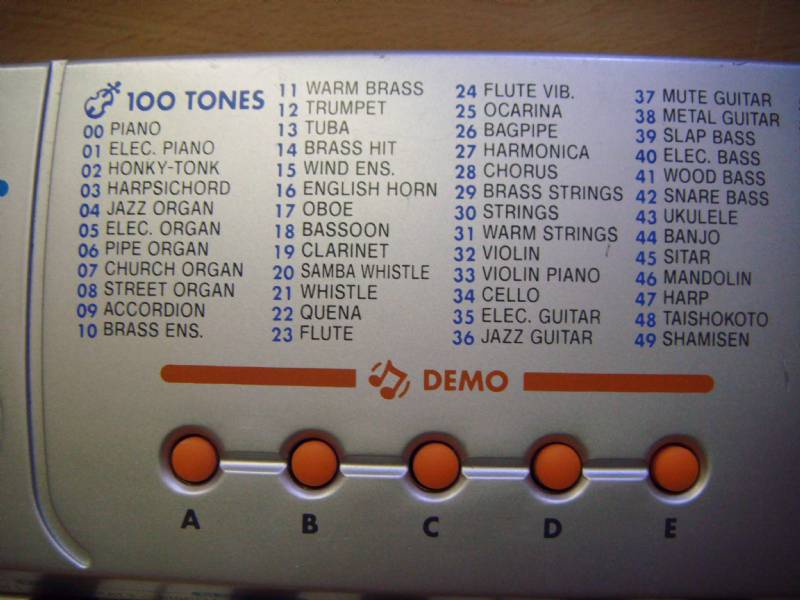 100 TONES
00 PIANO
01 ELEC. PIANO
02 HONKY-TONK
03 HARPSICHORD
04 JAZZ ORGAN
05 ELEC. ORGAN
06 PIPE ORGAN
07 CHURCH ORGAN
08 STREET ORGAN
09 ACCORDION
10 BRASS ENS.
11 WARM BRASS
12 TRUMPET
13 TUBA
14 BRASS HIT
15 WIND ENS.
16 ENGLISH HORN
17 OBOE
18 BASSOON
19 CLARINET
20 SAMBA WHISTLE
21 WHISTLE
22 QUENA
23 FLUTE
24 FLUTE VIB.
25 OCARINA
26 BAGPIPE
27 HARMONICA
28 CHORUS
29 BRASS STRINGS
30 STRINGS
31 WARM STRINGS
32 VIOLIN
33 VIOLIN PIANO
34 CELLO
35 ELEC. GUITAR
36 JAZZ GUITAR
37 MUTE GUITAR
38 METAL GUITAR
39 SLAP BASS
40 ELEC. BASS
41 WOOD BASS
42 SNARE BASS
43 UKULELE
44 BANJO
45 SITAR
46 MANDOLIN
47 HARP
48 TAISHOKOTO
49 SHAMISEN
DEMO
A B C D E